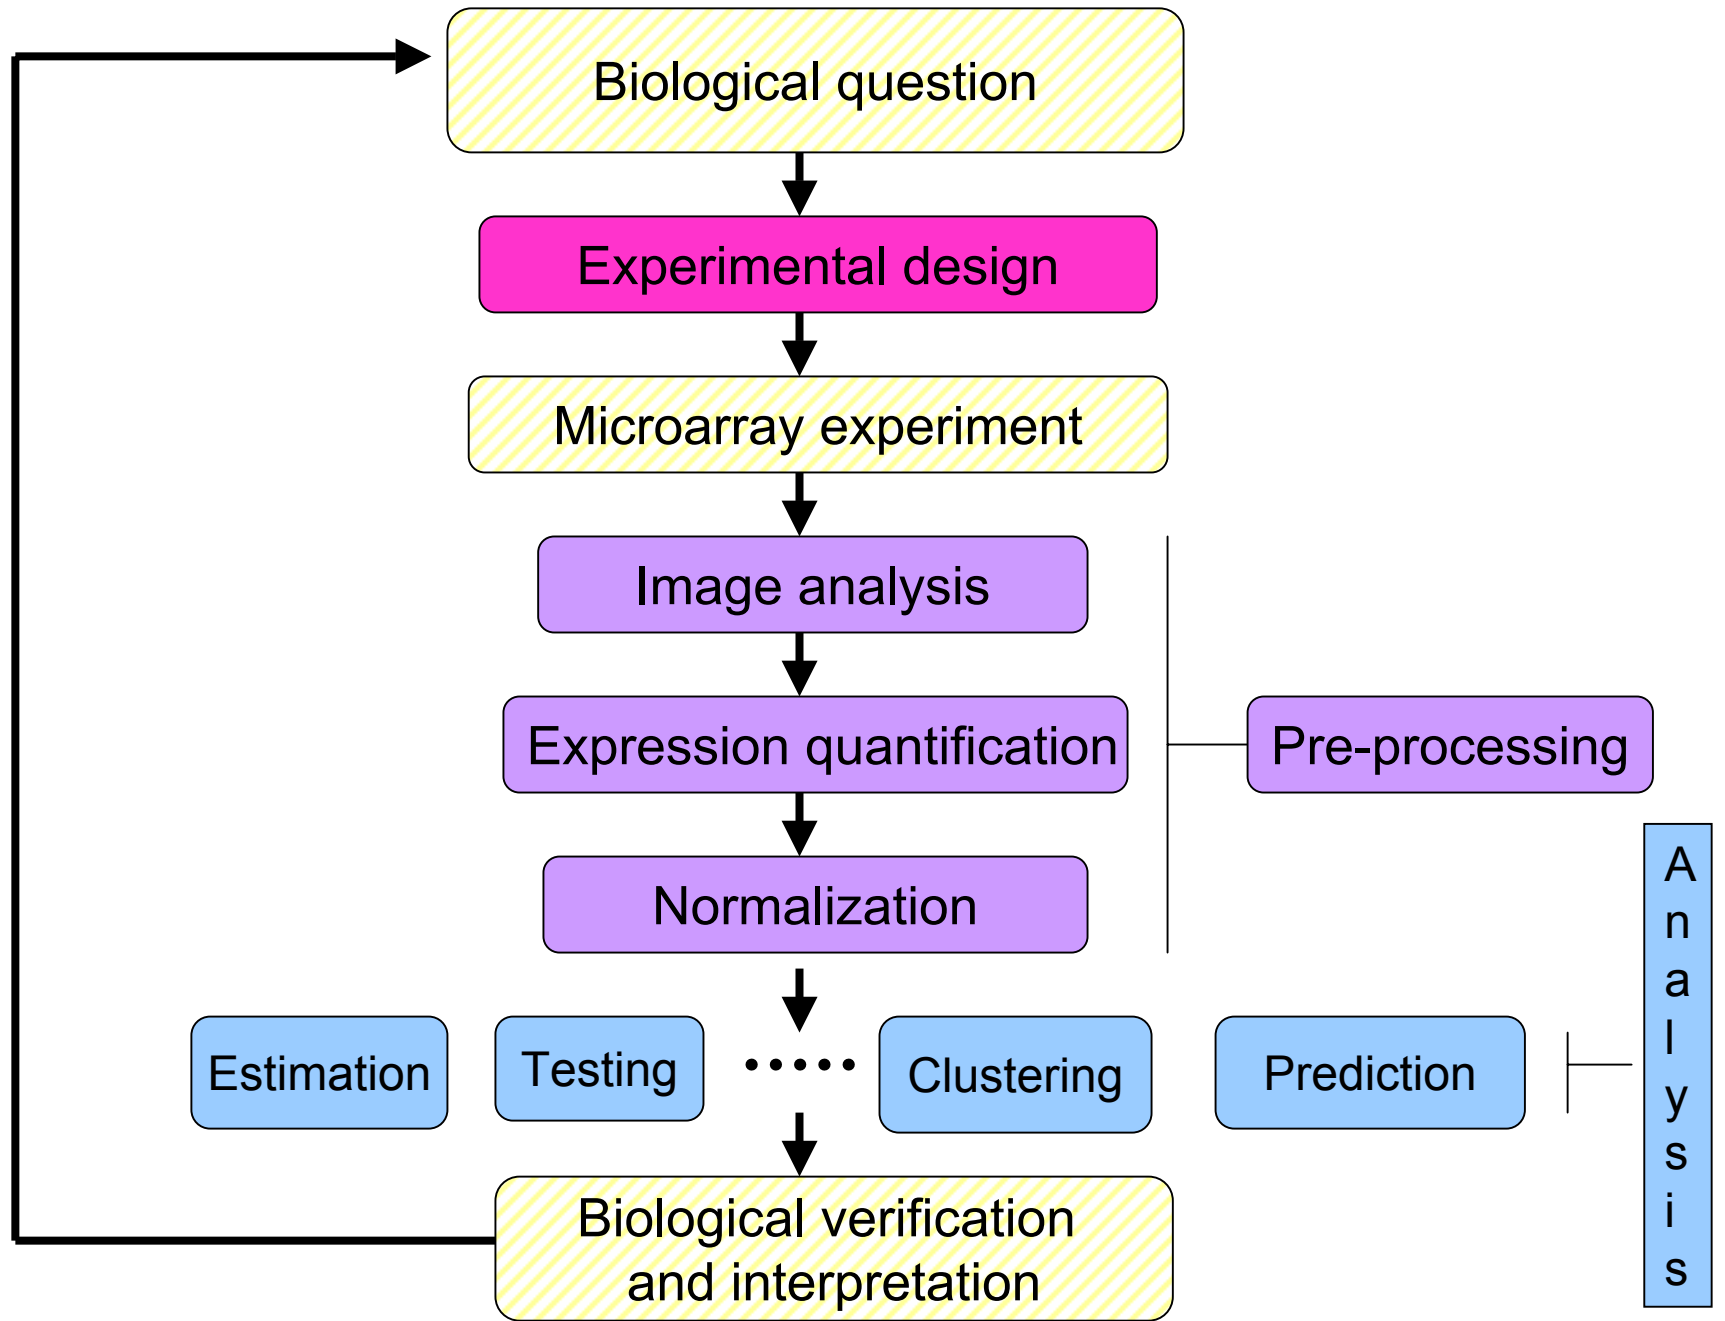 Biological question
Experimental design
Microarray experiment
Image analysis
Expression quantification
Pre-processing
Normalization
Estimation
Testing
.....
Clustering
Prediction
Analysis
Biological verification
and interpretation